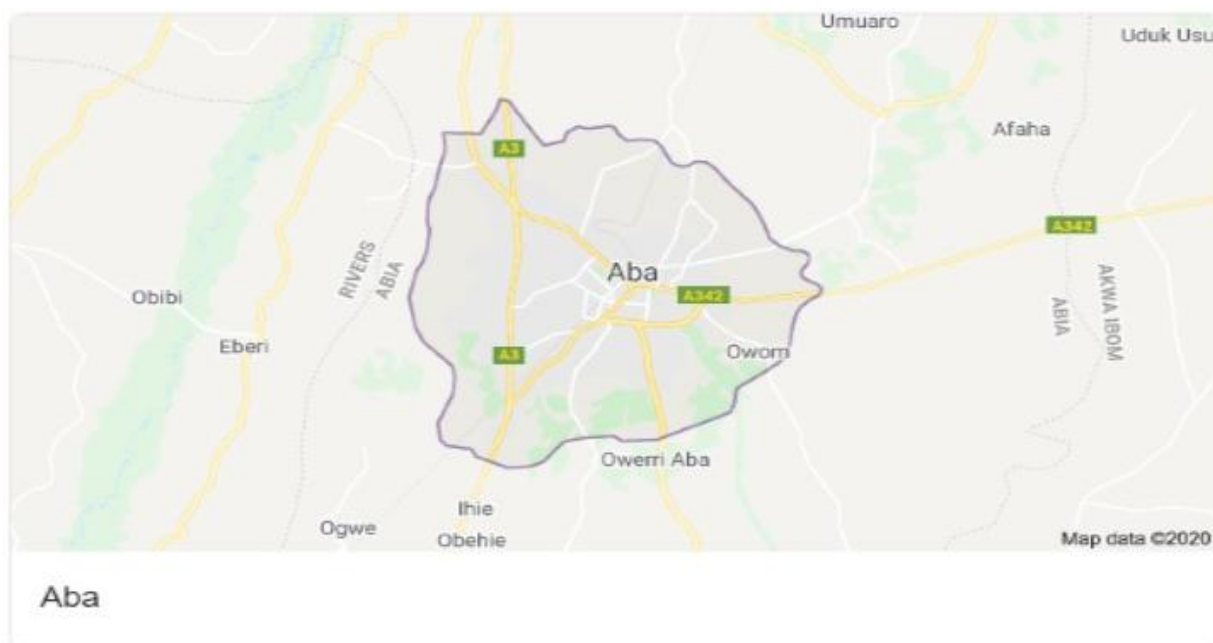 Umuaro
Uduk Usu
Afaha
A3
A342
RIVERS
ABIA
Aba
AKWA IBOM
ABIA
Obibi
A342
Eberi
A3
Owom
Owerri Aba
Ihie
Ogwe
Obehie
Map data ©2020
Aba